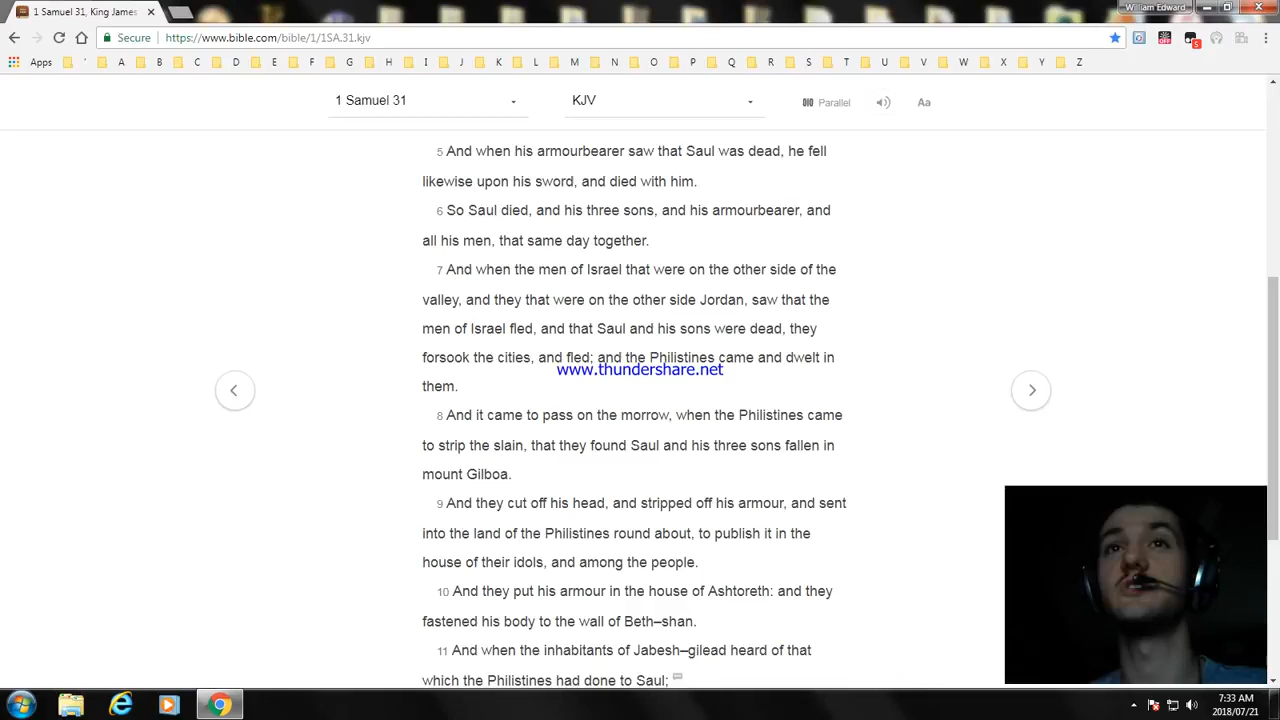 1 Samuel 31, King James
William Edward
Secure
https://www.bible.com/bible/1/1SA.31.kjv
OFF
5
Apps ' A B C D E F G H I J K L M N O P Q R S T U V W X Y Z
1 Samuel 31
KJV
Parallel
Aa
5 And when his armourbearer saw that Saul was dead, he fell
likewise upon his sword, and died with him.
6 So Saul died, and his three sons, and his armourbearer, and
all his men, that same day together.
7 And when the men of Israel that were on the other side of the
valley, and they that were on the other side Jordan, saw that the
men of Israel fled, and that Saul and his sons were dead, they
forsook the cities, and fled; and the Philistines came and dwelt in
www.thundershare.net
them.
8 And it came to pass on the morrow, when the Philistines came
to strip the slain, that they found Saul and his three sons fallen in
mount Gilboa.
9 And they cut off his head, and stripped off his armour, and sent
into the land of the Philistines round about, to publish it in the
house of their idols, and among the people.
10 And they put his armour in the house of Ashtoreth: and they
fastened his body to the wall of Beth–shan.
11 And when the inhabitants of Jabesh–gilead heard of that
which the Philistines had done to Saul;
7:33 AM
2018/07/21